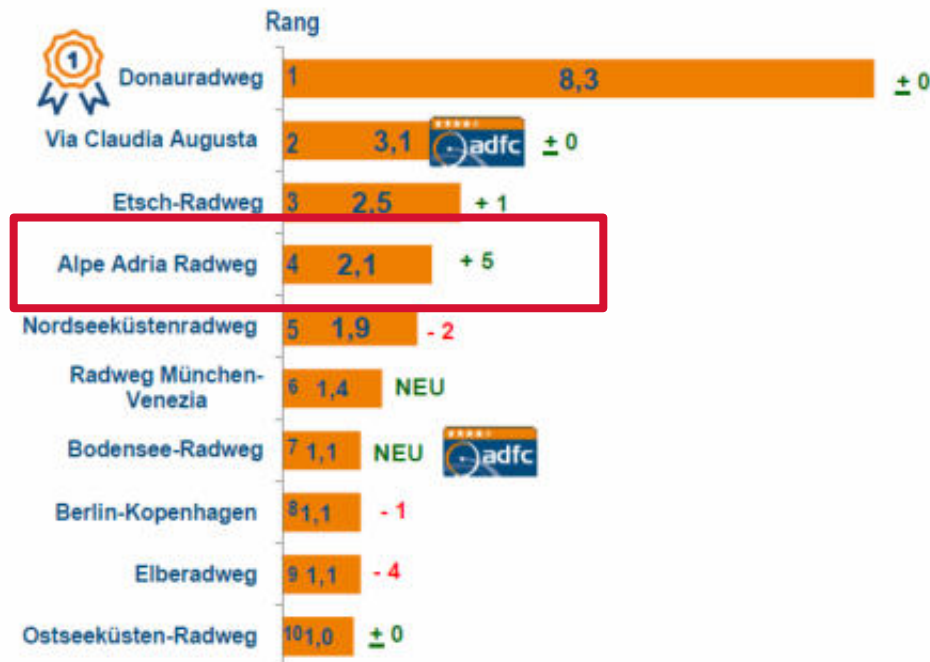 Rang
1
Donauradweg 1 8,3 ± 0
Via Claudia Augusta 2 3,1 adfc ± 0
Etsch-Radweg 3 2,5 + 1
Alpe Adria Radweg 4 2,1 + 5
Nordseeküstenradweg 5 1,9 - 2
Radweg München-
Venezia 6 1,4 NEU
Bodensee-Radweg 7 1,1 NEU adfc
Berlin-Kopenhagen 8 1,1 - 1
Elberadweg 9 1,1 - 4
Ostseeküsten-Radweg 10 1,0 ± 0